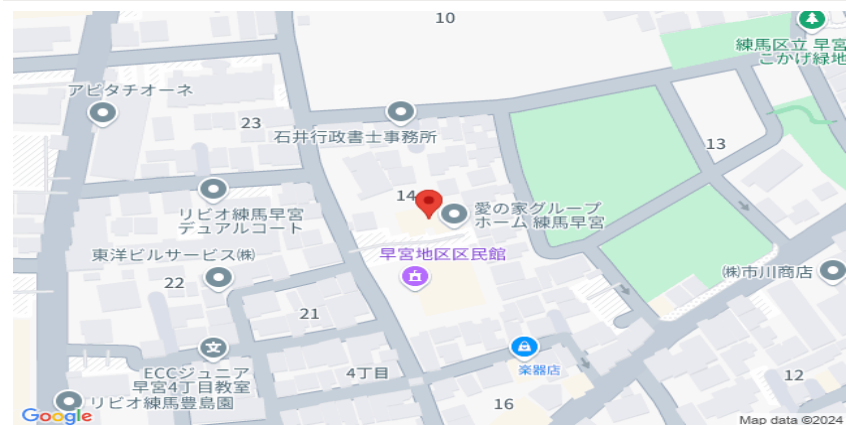 10
練馬区立 早宮
こかげ緑地
アビタチオーネ
23
石井行政書士事務所
13
14
リビオ練馬早宮
デュアルコート
愛の家グループ
ホーム 練馬早宮
東洋ビルサービス㈱
早宮地区区民館
22
㈱市川商店
21
ECCジュニア
早宮4丁目教室
4丁目
楽器店
12
リビオ練馬豊島園
16
Google
Map data ©2024